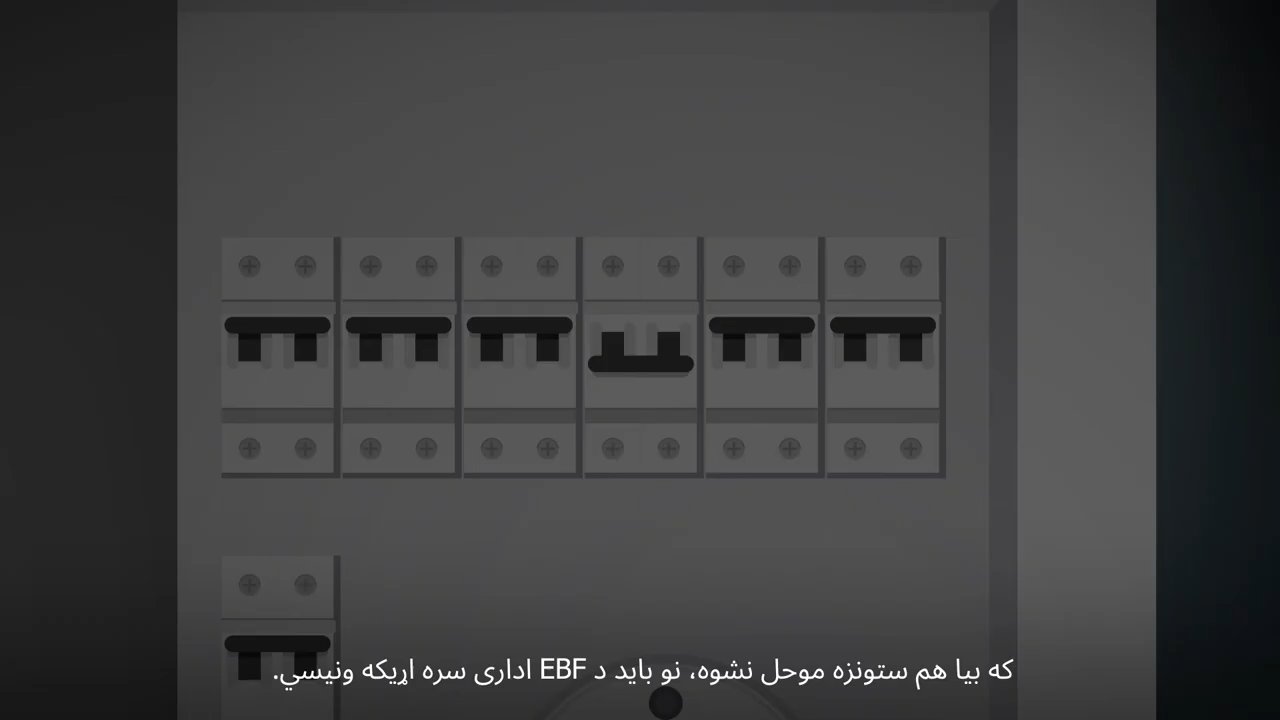 که بیا هم ستونزه موحل نشوه، نو باید د EBF اداری سره اړیکه ونیسي.